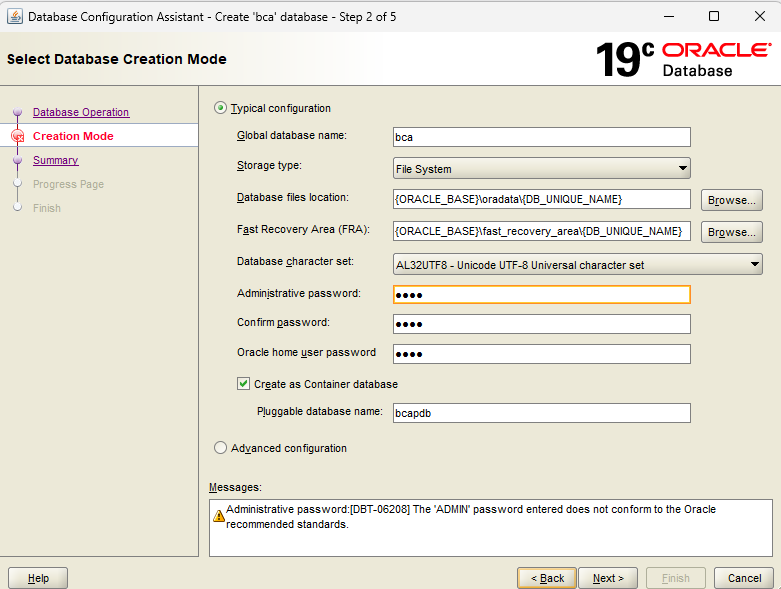 Database Configuration Assistant - Create 'bca' database - Step 2 of 5
Select Database Creation Mode
19c ORACLE
Database
Database Operation
Creation Mode
Summary
Progress Page
Finish
Typical configuration
Global database name: bca
Storage type: File System
Database files location: {ORACLE_BASE}\oradata\{DB_UNIQUE_NAME} Browse...
Fast Recovery Area (FRA): {ORACLE_BASE}\fast_recovery_area\{DB_UNIQUE_NAME} Browse...
Database character set: AL32UTF8 - Unicode UTF-8 Universal character set
Administrative password: ●●●●
Confirm password: ●●●●
Oracle home user password ●●●●
Create as Container database
Pluggable database name: bcapdb
Advanced configuration
Messages:
Administrative password:[DBT-06208] The 'ADMIN' password entered does not conform to the Oracle
recommended standards.
Help < Back Next > Finish Cancel